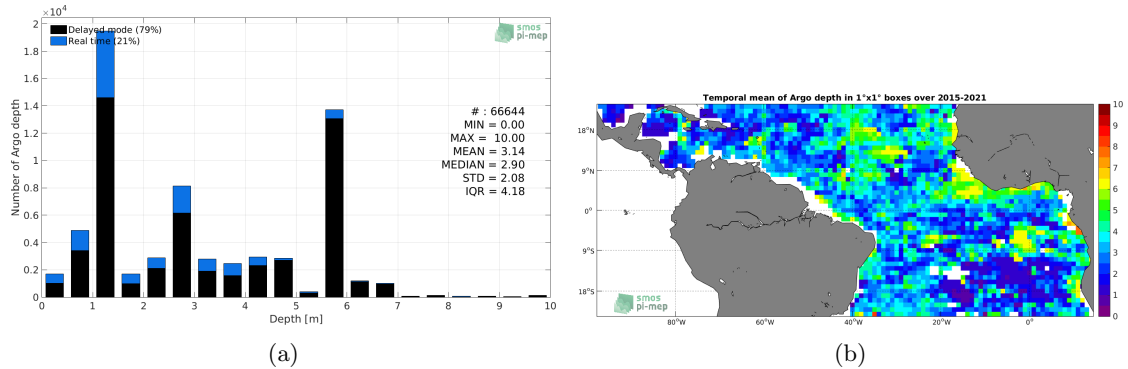 ×10⁴
2
1.8
1.6
1.4
1.2
1
0.8
0.6
0.4
0.2
0
Number of Argo depth
Delayed mode (79%)
Real time (21%)
smos
pi-mep
# : 66644
MIN = 0.00
MAX = 10.00
MEAN = 3.14
MEDIAN = 2.90
STD = 2.08
IQR = 4.18
0 1 2 3 4 5 6 7 8 9 10
Depth [m]
(a)
Temporal mean of Argo depth in 1°x1° boxes over 2015-2021
18°N
9°N
0°
9°S
18°S
80°W 60°W 40°W 20°W 0°
smos
pi-mep
10
9
8
7
6
5
4
3
2
1
0
(b)